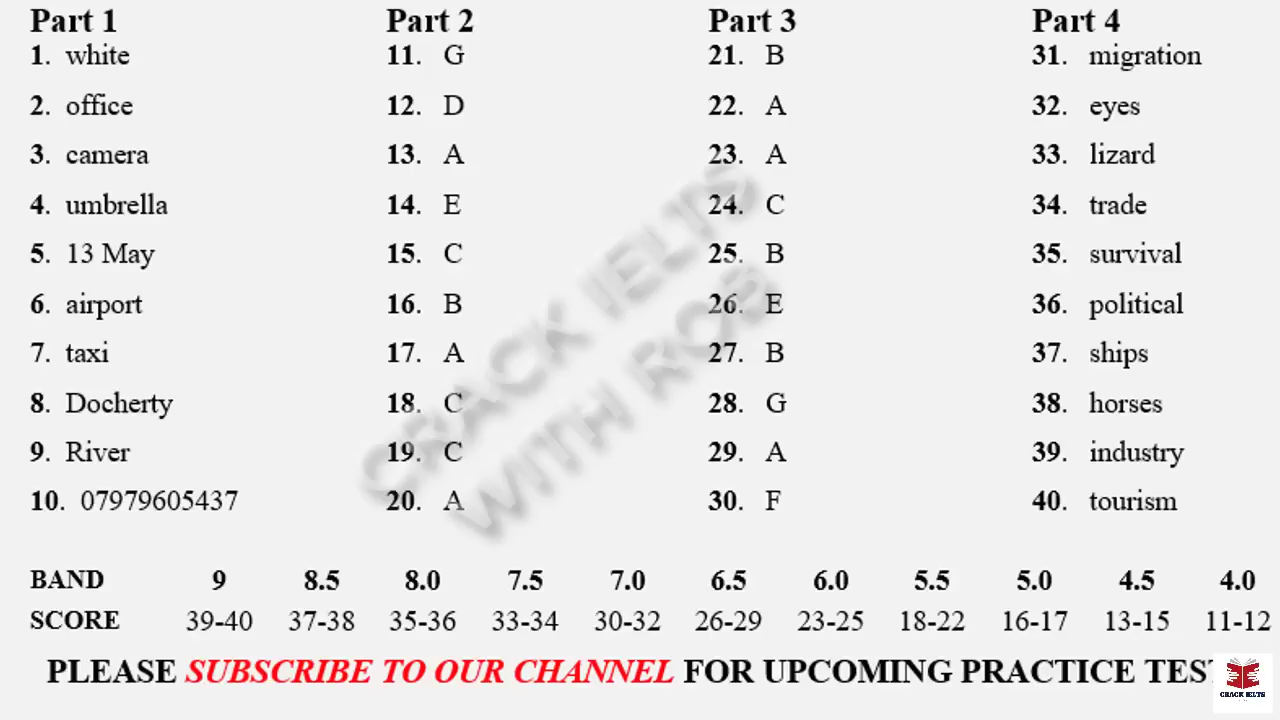 Part 1 Part 2 Part 3 Part 4
1. white 11. G 21. B 31. migration
2. office 12. D 22. A 32. eyes
3. camera 13. A 23. A 33. lizard
4. umbrella 14. E 24. C 34. trade
5. 13 May 15. C 25. B 35. survival
6. airport 16. B 26. E 36. political
7. taxi 17. A 27. B 37. ships
8. Docherty 18. C 28. G 38. horses
9. River 19. C 29. A 39. industry
10. 07979605437 20. A 30. F 40. tourism
CRACK IELTS
WITH ROB
BAND 9 8.5 8.0 7.5 7.0 6.5 6.0 5.5 5.0 4.5 4.0
SCORE 39-40 37-38 35-36 33-34 30-32 26-29 23-25 18-22 16-17 13-15 11-12
PLEASE SUBSCRIBE TO OUR CHANNEL FOR UPCOMING PRACTICE TES
CRACK IELTS